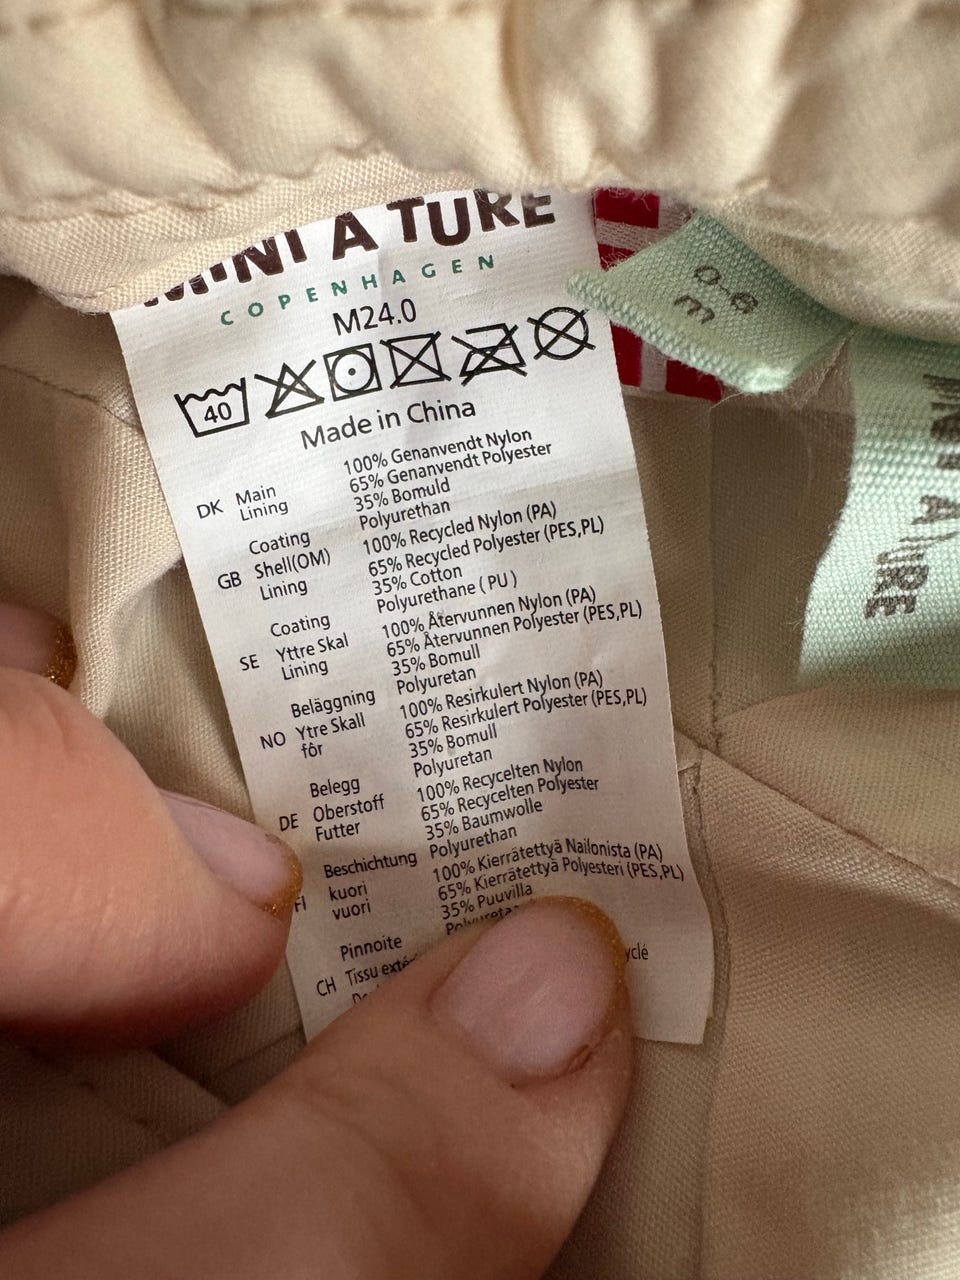 MINI A TURE
COPENHAGEN
M24.0
40
Made in China
DK Main 100% Genanvendt Nylon
Lining 65% Genanvendt Polyester
35% Bomuld
Coating Polyurethan
GB Shell(OM) 100% Recycled Nylon (PA)
Lining 65% Recycled Polyester (PES,PL)
35% Cotton
Coating Polyurethane ( PU )
SE Yttre Skal 100% Återvunnen Nylon (PA)
Lining 65% Återvunnen Polyester (PES,PL)
35% Bomull
Beläggning Polyuretan
NO Ytre Skall 100% Resirkulert Nylon (PA)
fôr 65% Resirkulert Polyester (PES,PL)
35% Bomull
Belegg Polyuretan
DE Oberstoff 100% Recycelten Nylon
Futter 65% Recycelten Polyester
35% Baumwolle
Beschichtung Polyurethan
FI kuori 100% Kierrätettyä Nailonista (PA)
vuori 65% Kierrätettyä Polyesteri (PES,PL)
35% Puuvilla
Pinnoite
CH Tissu
0-6
m
A TURE